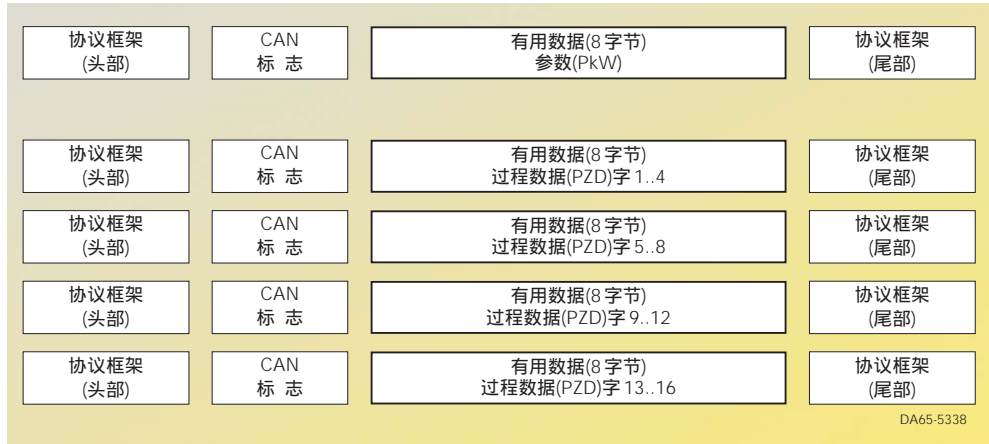 协议框架 CAN 有用数据(8字节) 协议框架
(头部) 标 志 参数(PkW) (尾部)
协议框架 CAN 有用数据(8字节) 协议框架
(头部) 标 志 过程数据(PZD)字1..4 (尾部)
协议框架 CAN 有用数据(8字节) 协议框架
(头部) 标 志 过程数据(PZD)字5..8 (尾部)
协议框架 CAN 有用数据(8字节) 协议框架
(头部) 标 志 过程数据(PZD)字9..12 (尾部)
协议框架 CAN 有用数据(8字节) 协议框架
(头部) 标 志 过程数据(PZD)字13..16 (尾部)
DA65-5338